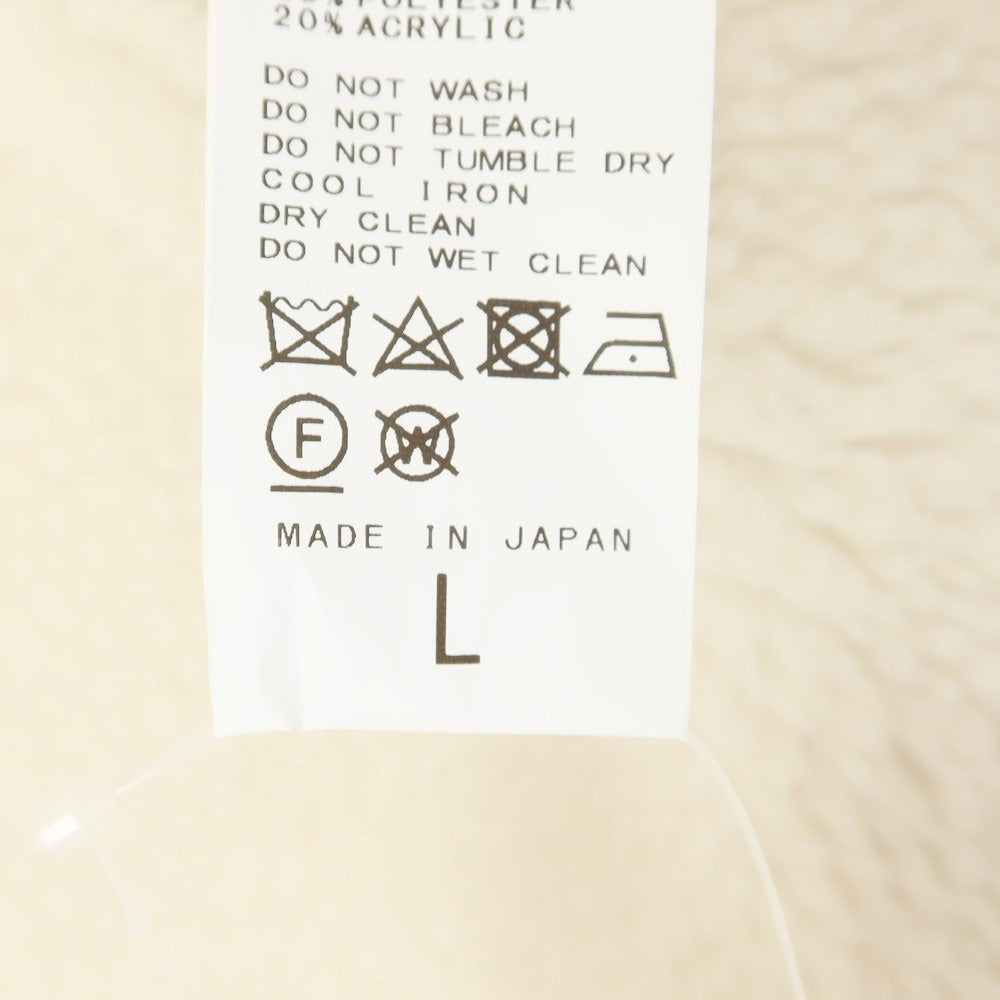 POLYESTER
20% ACRYLIC
DO NOT WASH
DO NOT BLEACH
DO NOT TUMBLE DRY
COOL IRON
DRY CLEAN
DO NOT WET CLEAN
F W
MADE IN JAPAN
L